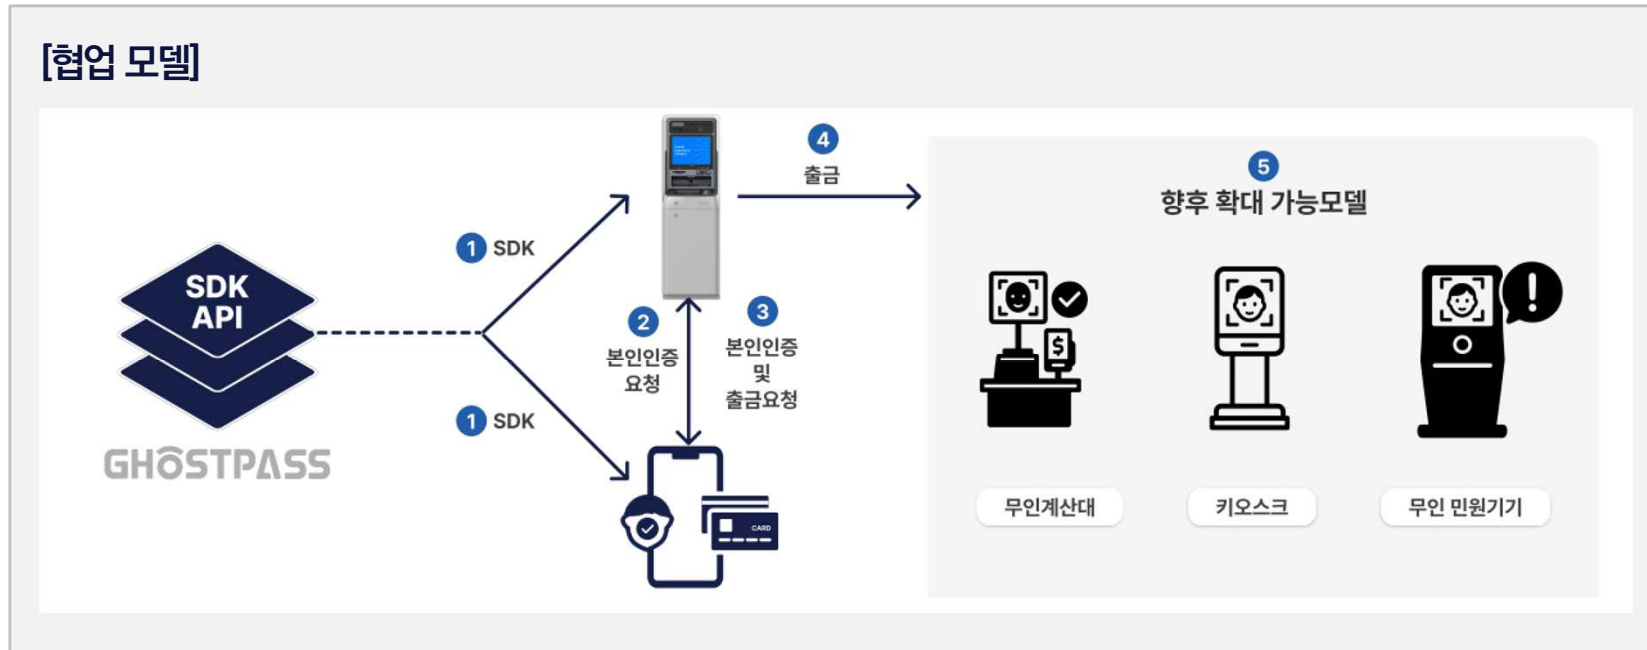 [협업 모델]
SDK
API
GHOSTPASS
1 SDK
1 SDK
2
본인인증
요청
3
본인인증
및
출금요청
4
출금
CARD
5
향후 확대 가능모델
$
!
무인계산대
키오스크
무인 민원기기